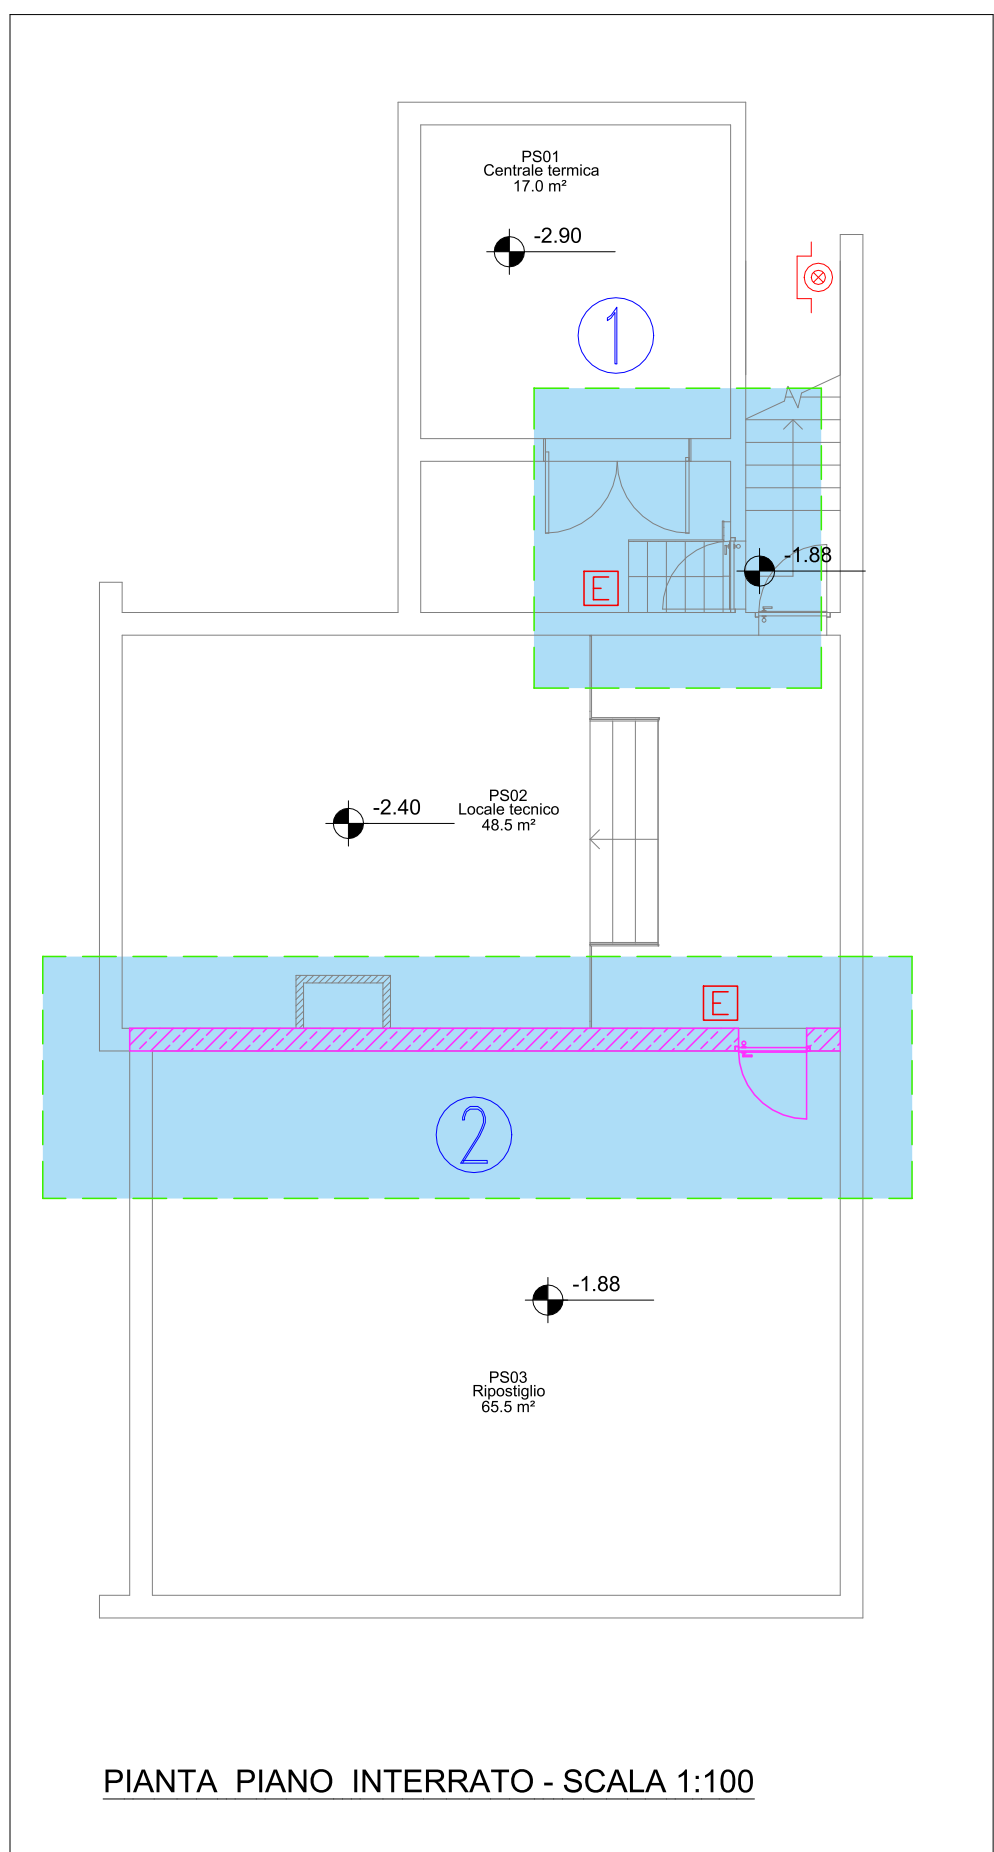 PS01
Centrale termica
17.0 m²
-2.90
1
-1.88
E
PS02
Locale tecnico
48.5 m²
-2.40
E
2
-1.88
PS03
Ripostiglio
65.5 m²
PIANTA PIANO INTERRATO - SCALA 1:100